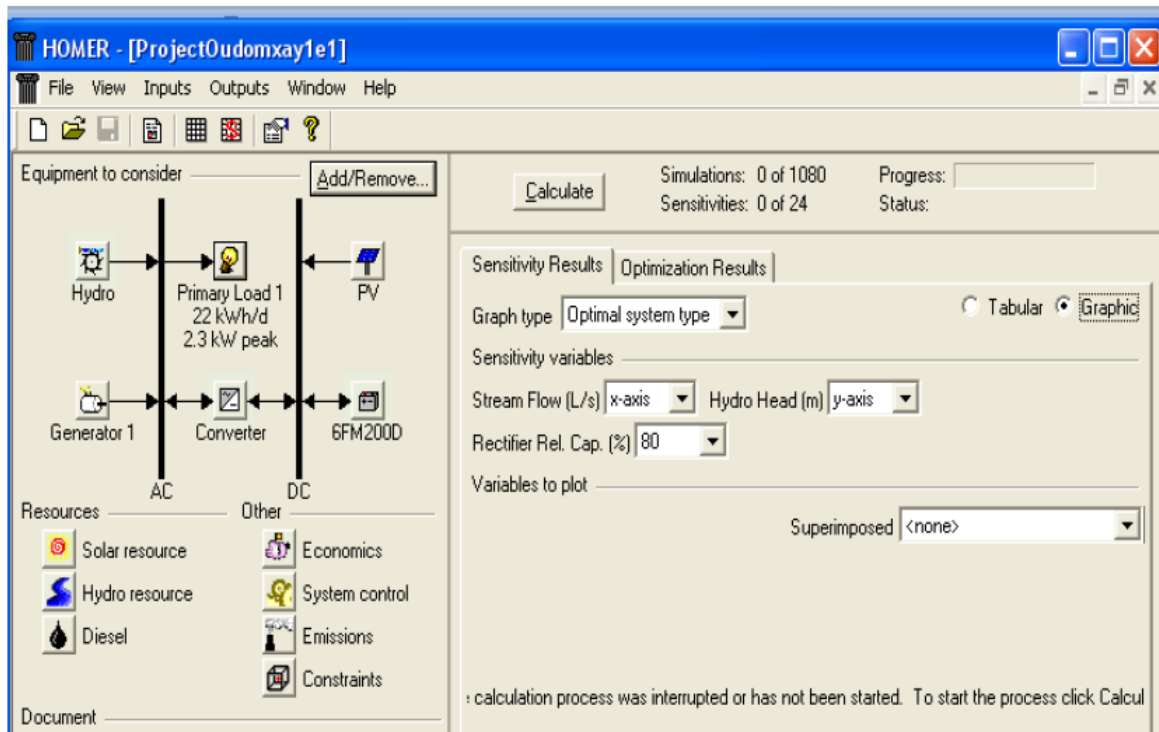 HOMER - [ProjectOudomxay1e1]
File View Inputs Outputs Window Help
Equipment to consider
Add/Remove...
Hydro
Primary Load 1
22 kWh/d
2.3 kW peak
PV
Generator 1
Converter
6FM200D
AC
DC
Resources
Other
Solar resource
Economics
Hydro resource
System control
Diesel
Emissions
Constraints
Document
Calculate
Simulations: 0 of 1080
Progress:
Sensitivities: 0 of 24
Status:
Sensitivity Results
Optimization Results
Graph type Optimal system type
Tabular Graphic
Sensitivity variables
Stream Flow (L/s) x-axis Hydro Head (m) y-axis
Rectifier Rel. Cap. (%) 80
Variables to plot
Superimposed <none>
calculation process was interrupted or has not been started. To start the process click Calcul